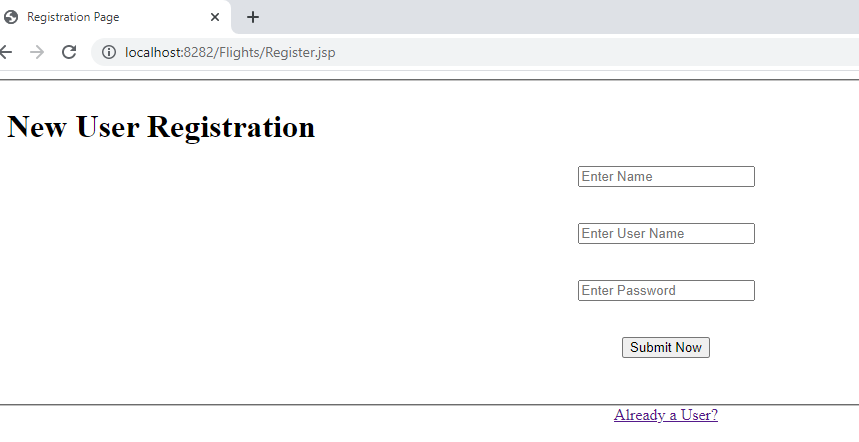 Registration Page
localhost:8282/Flights/Register.jsp
New User Registration
Enter Name
Enter User Name
Enter Password
Submit Now
Already a User?